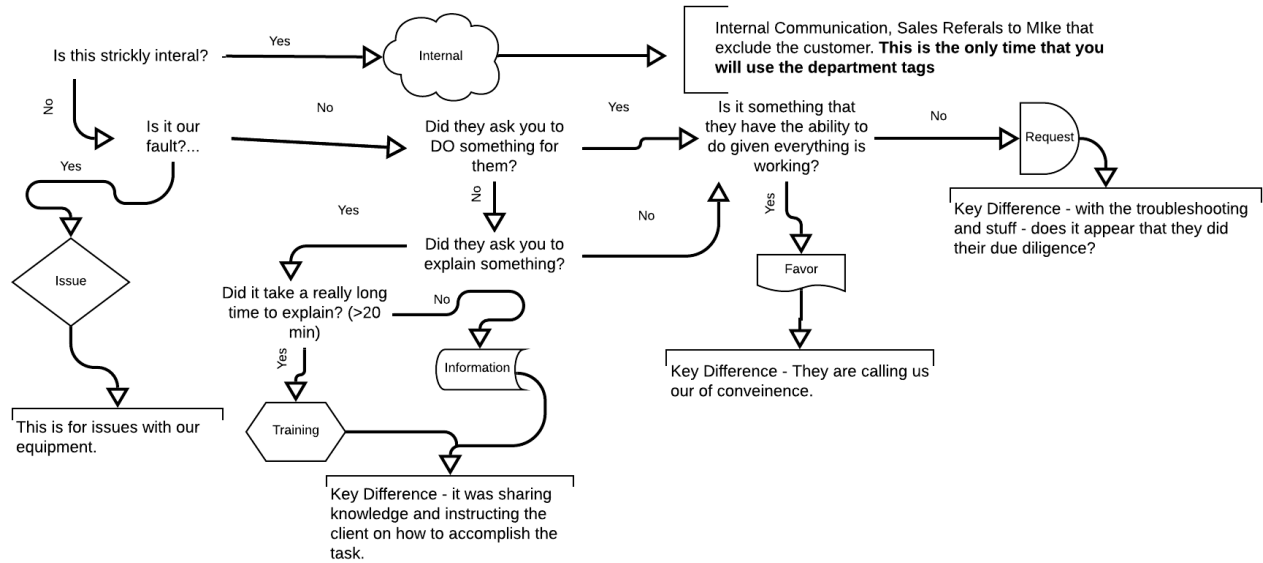 Is this strickly interal?
Yes
Internal
Internal Communication, Sales Referals to MIke that
exclude the customer. This is the only time that you
will use the department tags
No
Is it our
fault?...
No
Did they ask you to
DO something for
them?
Yes
Is it something that
they have the ability to
do given everything is
working?
No
Request
Yes
No
Yes
Key Difference - with the troubleshooting
and stuff - does it appear that they did
their due diligence?
Yes
No
Did they ask you to
explain something?
Issue
Favor
Did it take a really long
time to explain? (>20
min)
No
Yes
Information
Key Difference - They are calling us
our of conveinence.
This is for issues with our
equipment.
Training
Key Difference - it was sharing
knowledge and instructing the
client on how to accomplish the
task.